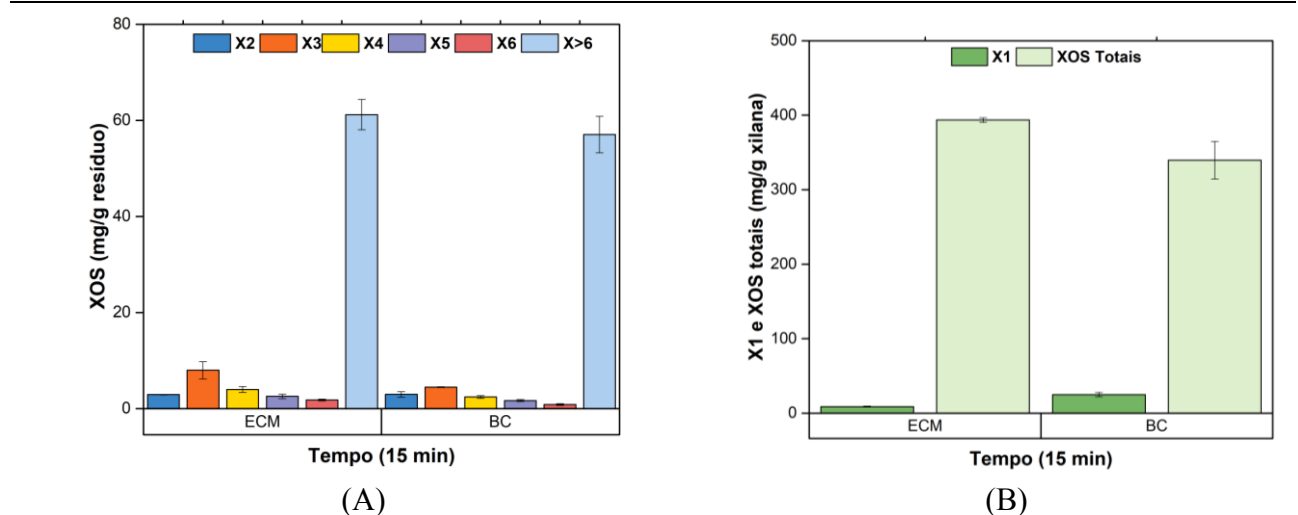 80
60
40
20
0
XOS (mg/g resíduo)
X2 X3 X4 X5 X6 X>6
ECM BC
Tempo (15 min)
(A)
500
400
300
200
100
0
X1 e XOS totais (mg/g xilana)
X1 XOS Totais
ECM BC
Tempo (15 min)
(B)